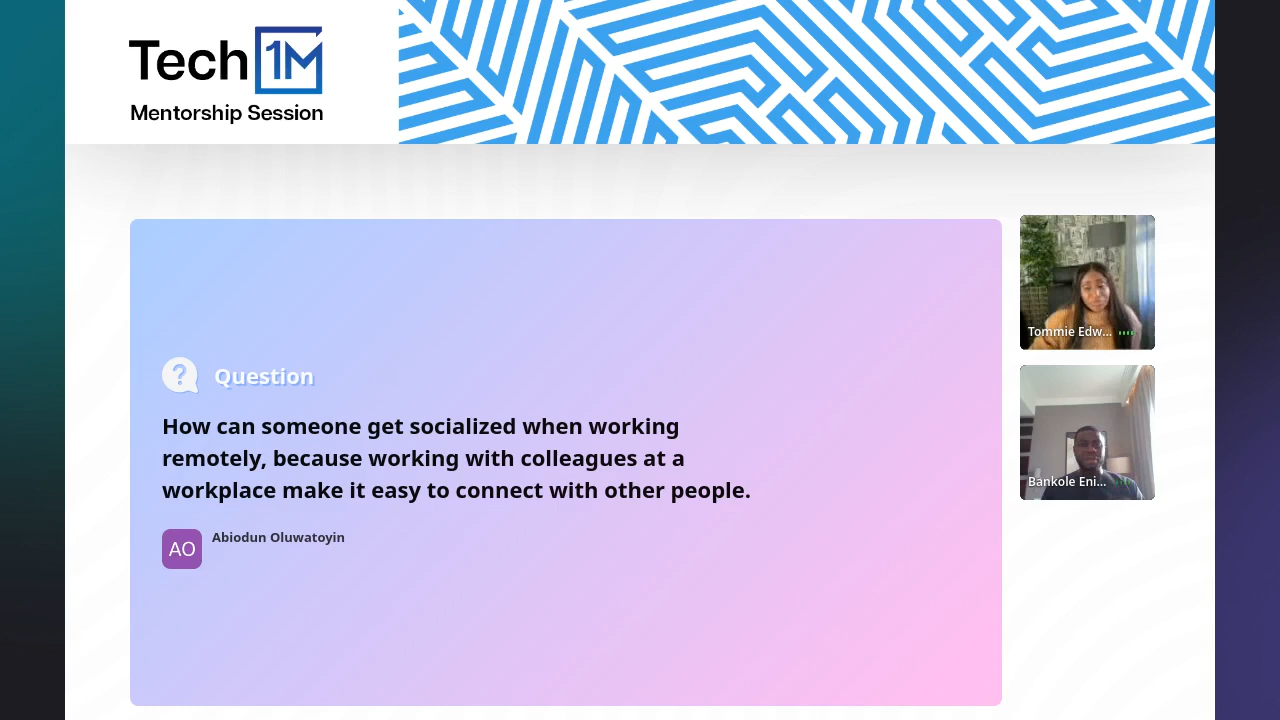 Tech 1M
Mentorship Session
Question
How can someone get socialized when working
remotely, because working with colleagues at a
workplace make it easy to connect with other people.
AO
Abiodun Oluwatoyin
Tommie Edw...
Bankole Eni...